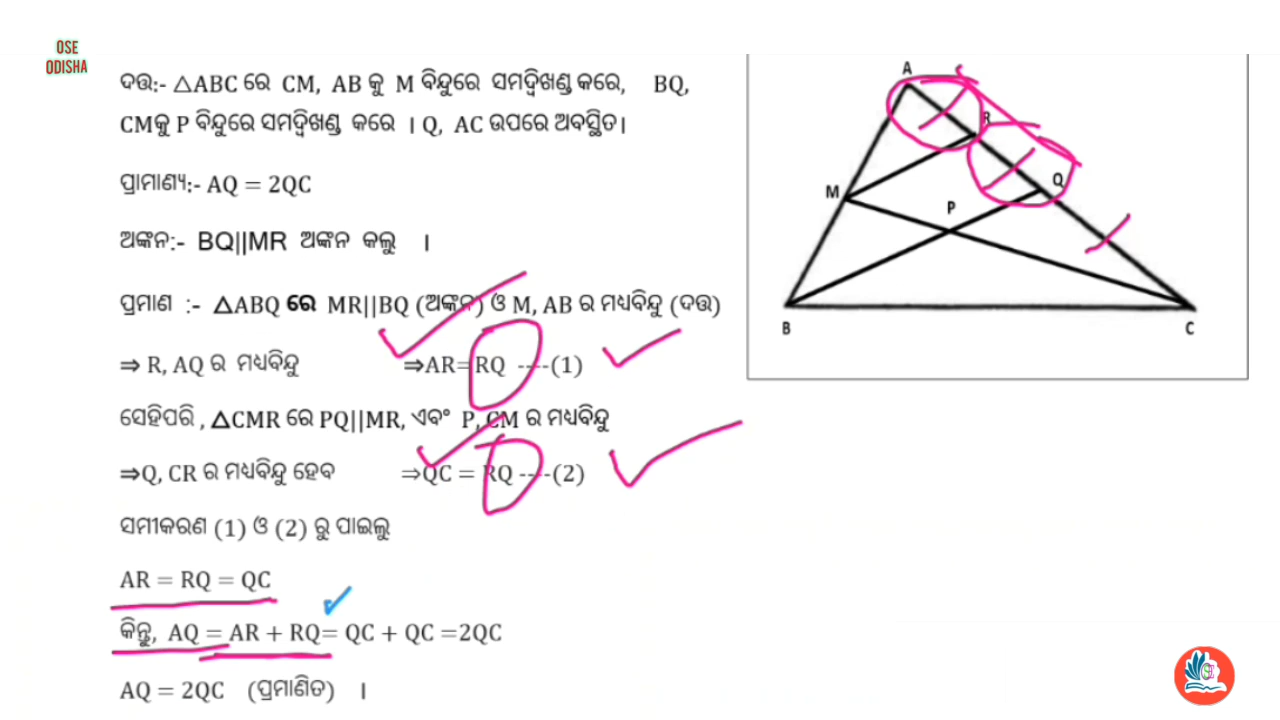 OSE
ODISHA
ଦତ୍ତ:- △ABC ରେ CM, AB କୁ M ବିନ୍ଦୁରେ ସମଦ୍ବିଖଣ୍ଡ କରେ, BQ,
CMକୁ P ବିନ୍ଦୁରେ ସମଦ୍ବିଖଣ୍ଡ କରେ । Q, AC ଉପରେ ଅବସ୍ଥିତ।
ପ୍ରାମାଣ୍ୟ:- AQ = 2QC
ଅଙ୍କନ:- BQ||MR ଅଙ୍କନ କଲୁ ।
ପ୍ରମାଣ :- △ABQ ରେ MR||BQ (ଅଙ୍କନ) ଓ M, AB ର ମଧ୍ୟବିନ୍ଦୁ (ଦତ୍ତ)
⇒ R, AQ ର ମଧ୍ୟବିନ୍ଦୁ ⇒AR=RQ ----(1)
ସେହିପରି , △CMR ରେ PQ||MR, ଏବଂ P, CM ର ମଧ୍ୟବିନ୍ଦୁ
⇒Q, CR ର ମଧ୍ୟବିନ୍ଦୁ ହେବ ⇒QC = RQ ----(2)
ସମୀକରଣ (1) ଓ (2) ରୁ ପାଇଲୁ
AR = RQ = QC
କିନ୍ତୁ, AQ = AR + RQ= QC + QC =2QC
AQ = 2QC (ପ୍ରମାଣିତ) ।
A
R
M
Q
P
B
C